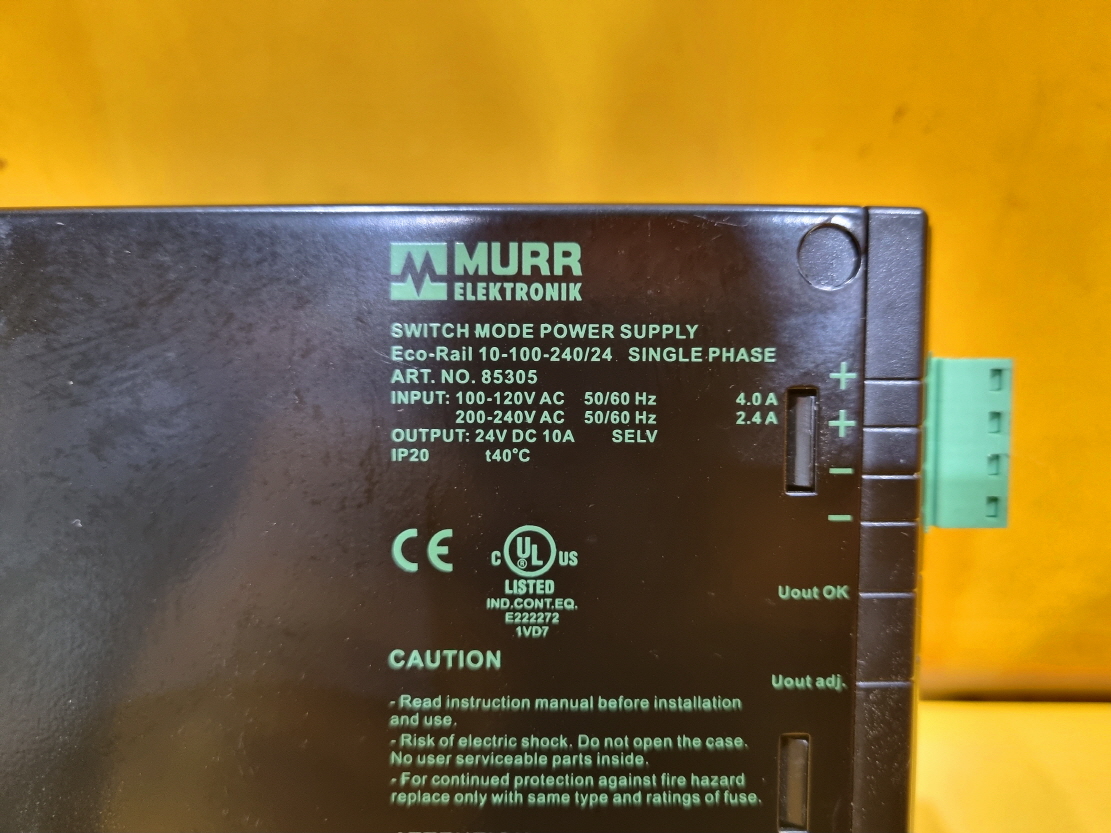 MURR
ELEKTRONIK
SWITCH MODE POWER SUPPLY
Eco-Rail 10-100-240/24 SINGLE PHASE
ART. NO. 85305
INPUT: 100-120V AC 50/60 Hz 4.0 A
200-240V AC 50/60 Hz 2.4 A
OUTPUT: 24V DC 10A SELV
IP20 t40°C
+
+
-
-
CE
C UL ® US
LISTED
IND.CONT.EQ.
E222272
1VD7
Uout OK
Uout adj.
CAUTION
- Read instruction manual before installation
and use.
- Risk of electric shock. Do not open the case.
No user serviceable parts inside.
- For continued protection against fire hazard
replace only with same type and ratings of fuse.